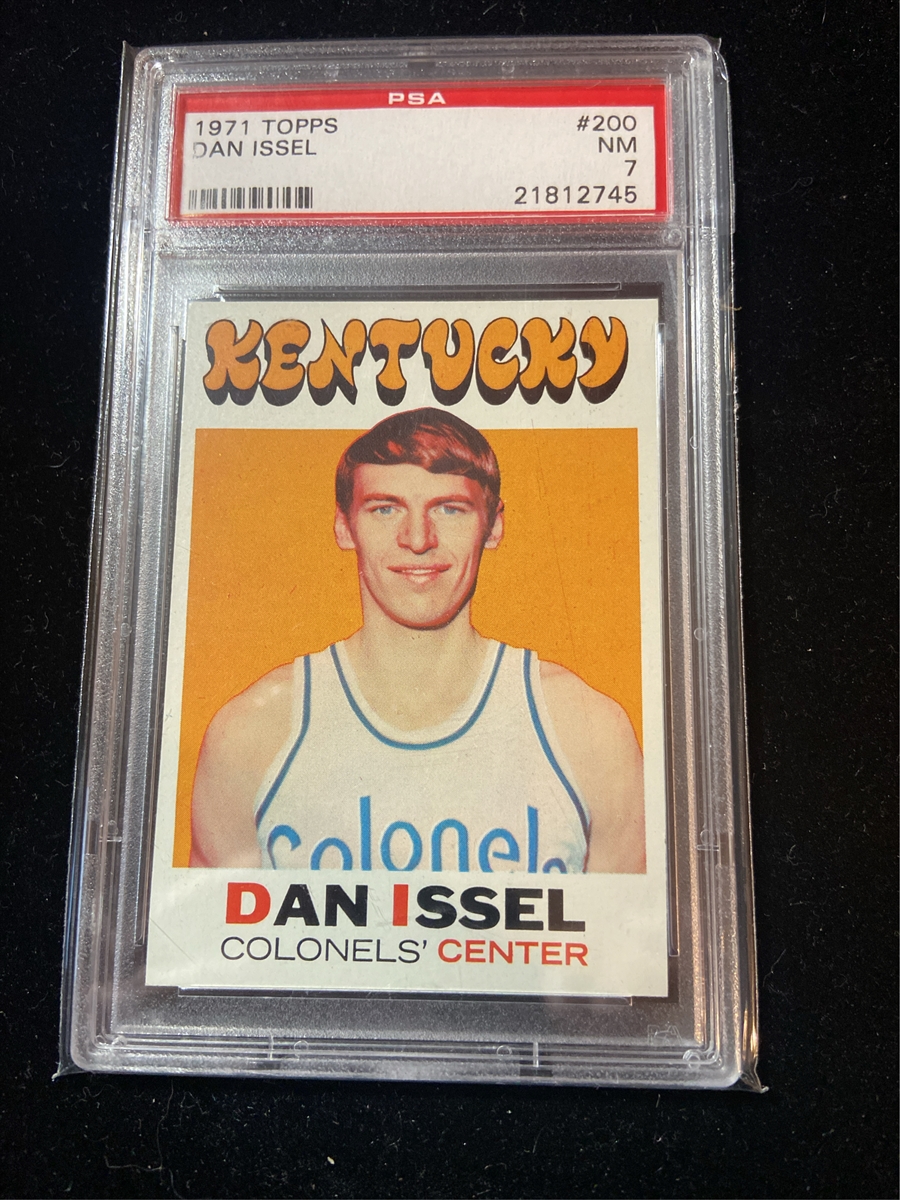 PSA
1971 TOPPS #200
DAN ISSEL NM
7
21812745
KENTUCKY
Colonels
DAN ISSEL
COLONELS' CENTER